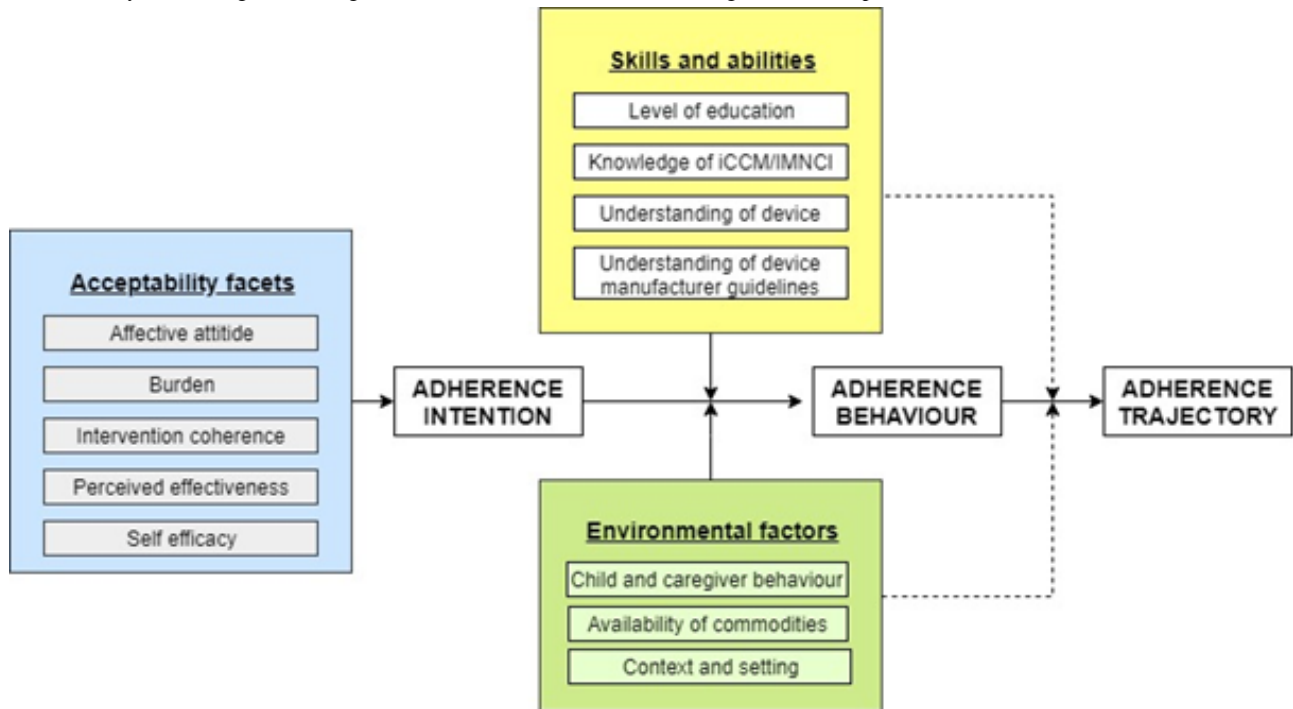 Skills and abilities
Level of education
Knowledge of iCCM/IMNCI
Understanding of device
Understanding of device
manufacturer guidelines
Acceptability facets
Affective attitide
Burden
Intervention coherence
Perceived effectiveness
Self efficacy
ADHERENCE
INTENTION
ADHERENCE
BEHAVIOUR
ADHERENCE
TRAJECTORY
Environmental factors
Child and caregiver behaviour
Availability of commodities
Context and setting